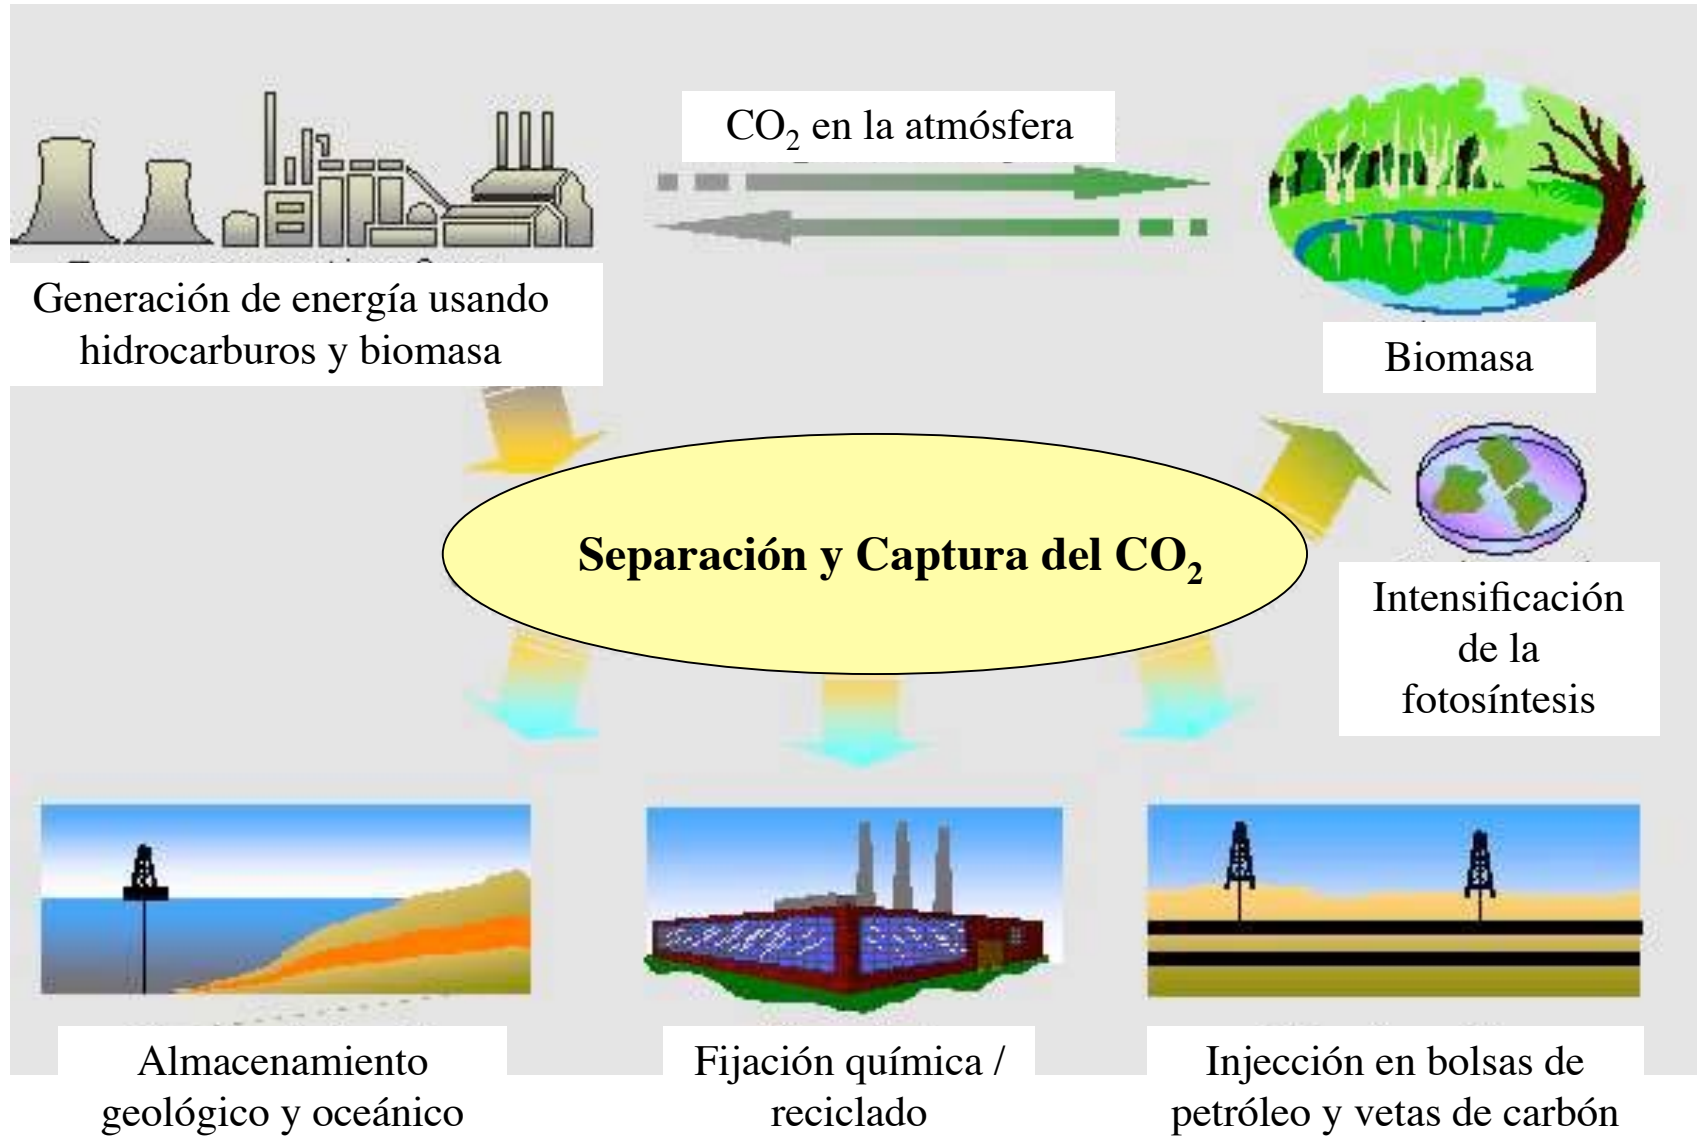 CO₂ en la atmósfera
Generación de energía usando
hidrocarburos y biomasa
Biomasa
Separación y Captura del CO₂
Intensificación
de la
fotosíntesis
Almacenamiento
geológico y oceánico
Fijación química /
reciclado
Injección en bolsas de
petróleo y vetas de carbón